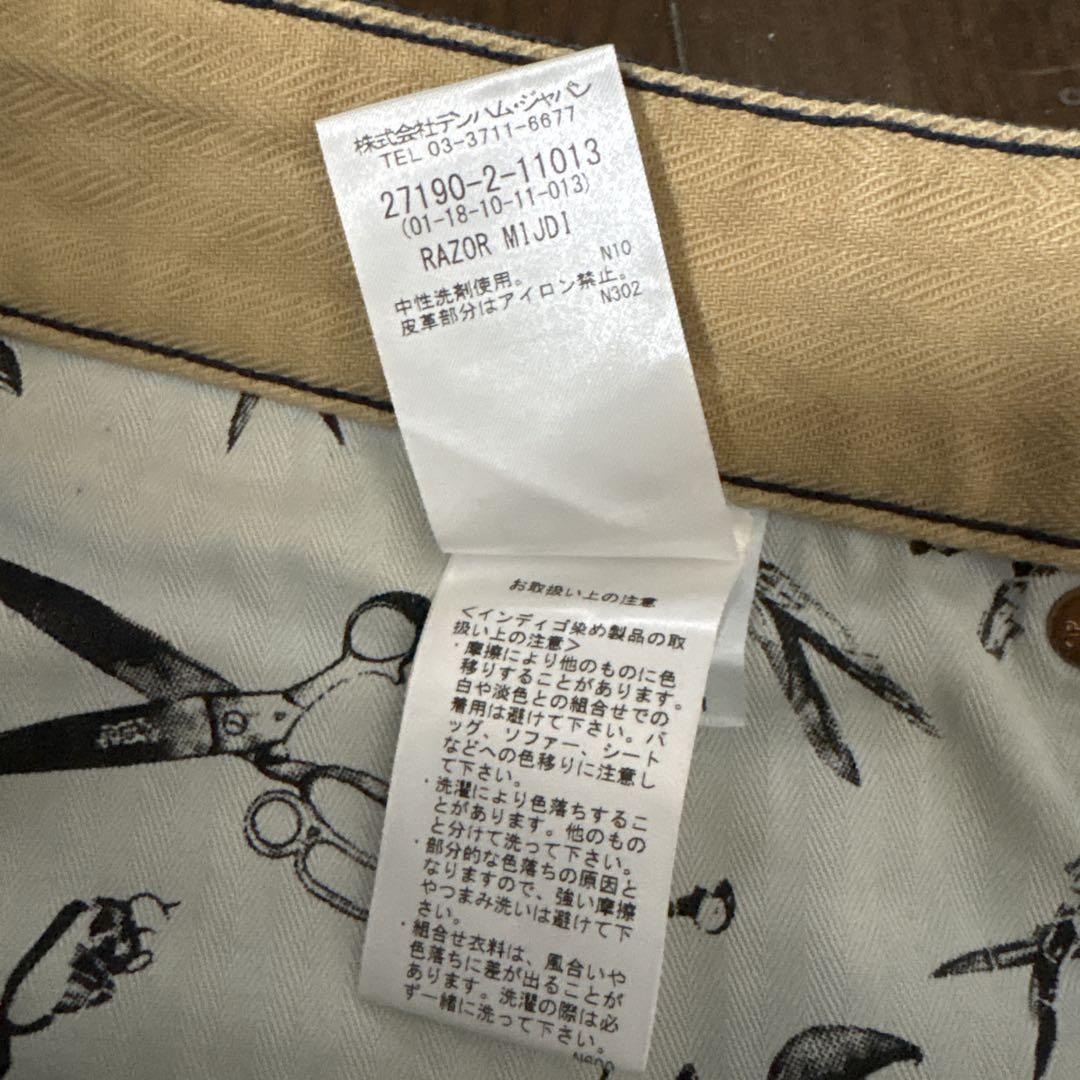 株式会社デンハム・ジャパン
TEL 03-3711-6677
27190-2-11013
(01-18-10-11-013)
RAZOR MIJDI
N10
中性洗剤使用。
皮革部分はアイロン禁止。
N302
お取扱い上の注意
<インディゴ染め製品の取
扱い上の注意>
・摩擦により他のものに色
移りすることがあります。
白や淡色との組合せでの
着用は避けて下さい。バ
ッグ、ソファー、シート
などへの色移りに注意し
て下さい。
・洗濯により色落ちするこ
とがあります。他のもの
と分けて洗って下さい。
・部分的な色落ちの原因と
なりますので、強い摩擦
やつまみ洗いは避けて下
さい。
・組合せ衣料は、風合いや
色落ちに差が出ることが
あります。洗濯の際は必
ず一緒に洗って下さい。